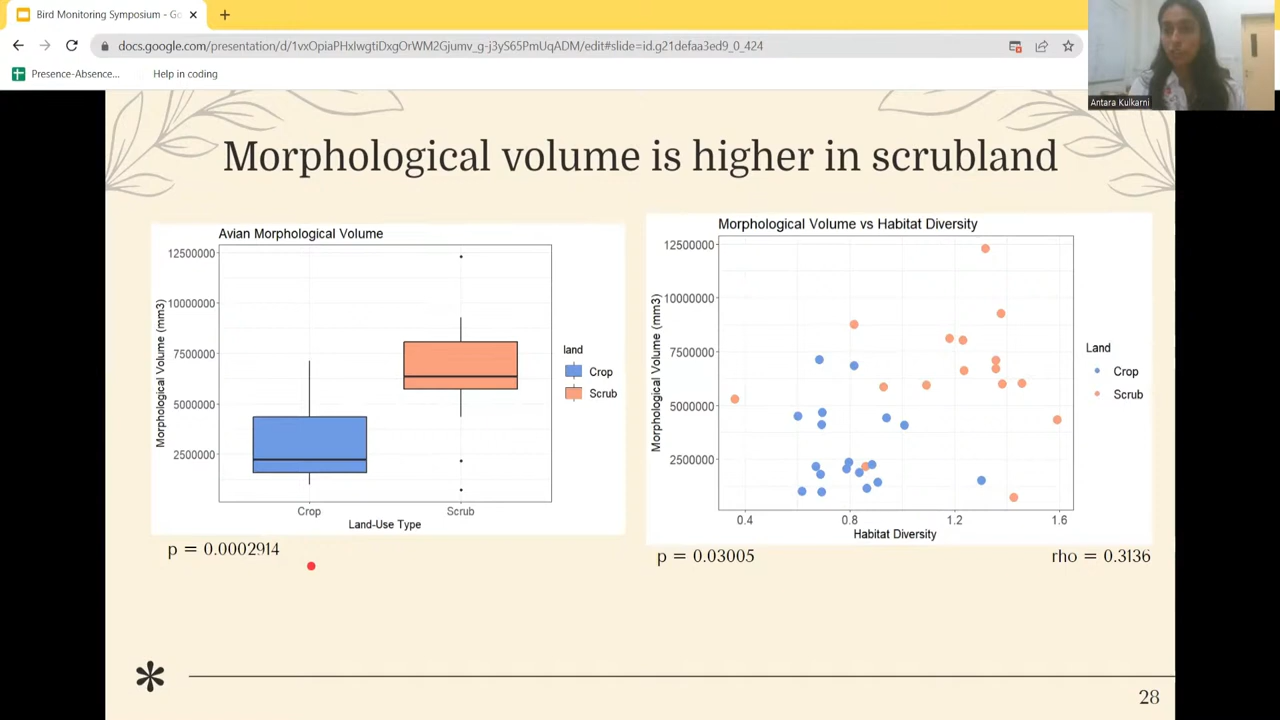 Bird Monitoring Symposium - Go
docs.google.com/presentation/d/1vxOpiaPHxlwgtiDxgOrWM2Gjumv_g-j3yS65PmUqADM/edit#slide=id.g21defaa3ed9_0_424
Presence-Absence...
Help in coding
Antara Kulkarni
Morphological volume is higher in scrubland
Avian Morphological Volume
Morphological Volume (mm3)
12500000
10000000
7500000
5000000
2500000
Crop
Scrub
Land-Use Type
land
Crop
Scrub
p = 0.0002914
Morphological Volume vs Habitat Diversity
Morphological Volume (mm3)
12500000
10000000
7500000
5000000
2500000
0.4
0.8
1.2
1.6
Habitat Diversity
Land
Crop
Scrub
p = 0.03005
rho = 0.3136
28